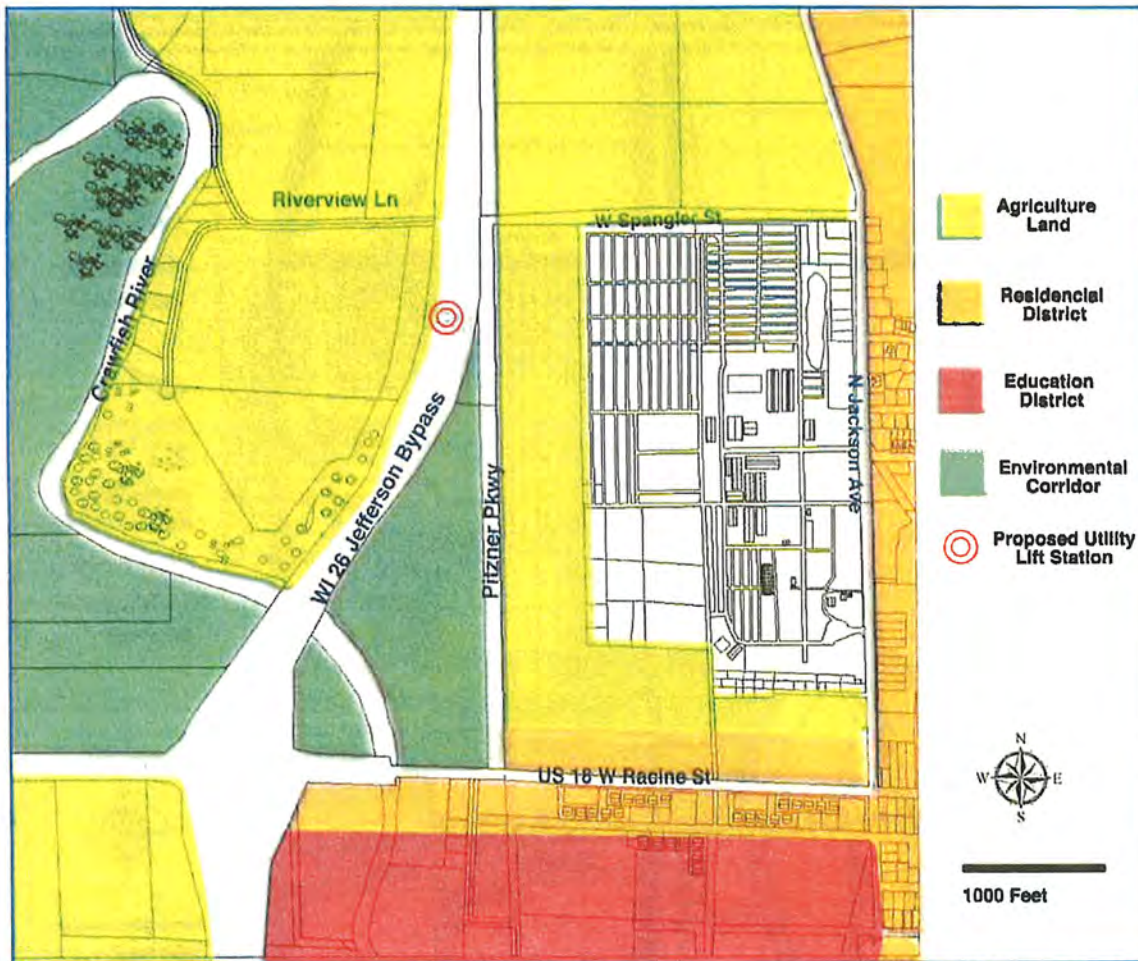 Riverview Ln
W Spangler St
Crawfish River
WI 26 Jefferson Bypass
Pitzner Pkwy
N Jackson Ave
US 18 W Racine St
Agriculture
Land
Residencial
District
Education
District
Environmental
Corridor
Proposed Utility
Lift Station
N
W
E
S
1000 Feet